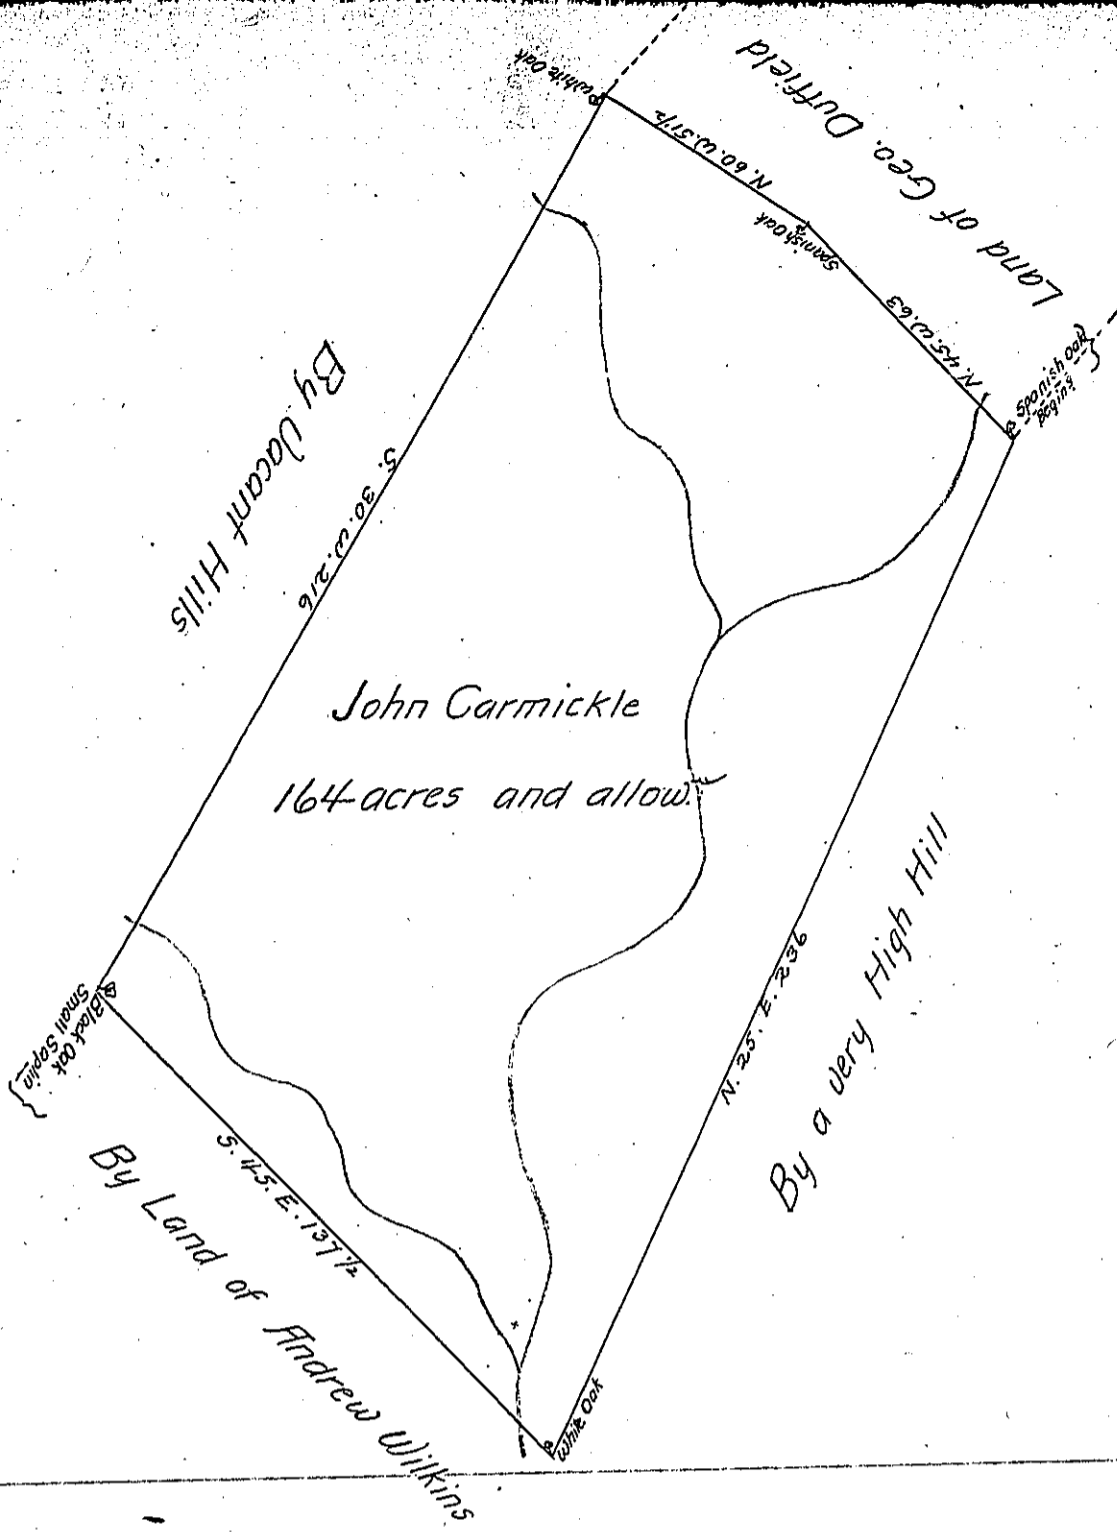 White Oak
Land of Geo. Duffield
N. 60. W. 51½
Spanish Oak
N. 45. W. 63
Spanish Oak
Begins
By Vacant Hills
S. 30. W. 216
John Carmickle
164 acres and allow.
N. 25. E. 236
By a very High Hill
Black Oak
Small Saplin
S. 45. E. 137½
By Land of Andrew Wilkins
White Oak